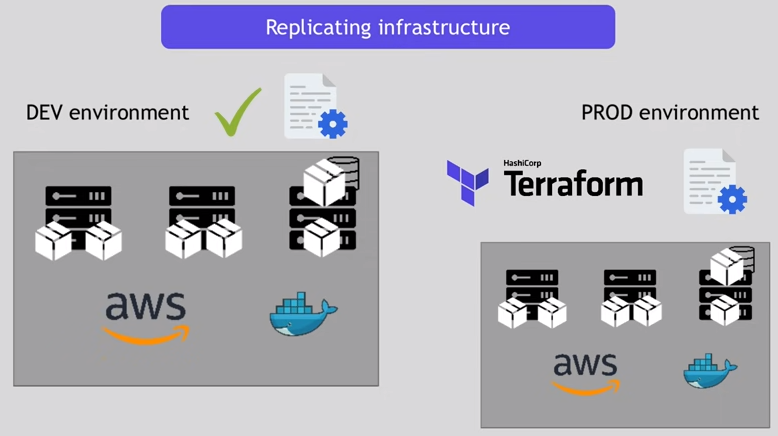 Replicating infrastructure
DEV environment
PROD environment
HashiCorp
Terraform
aws
aws